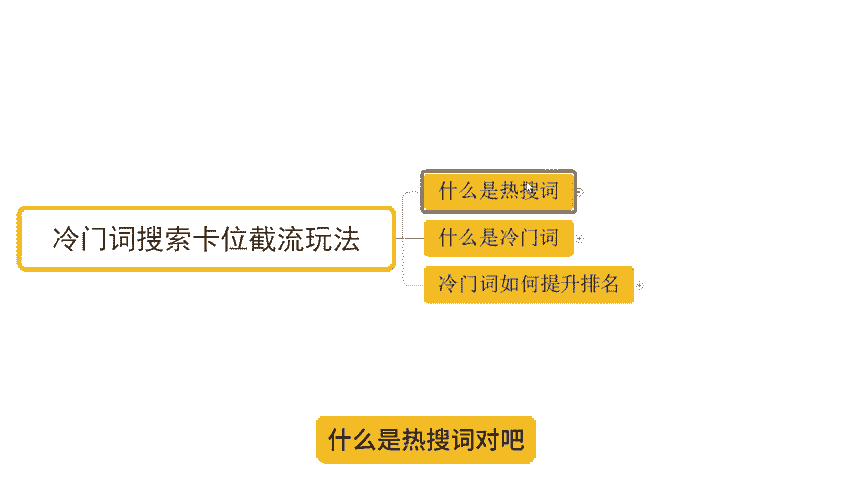 冷门词搜索卡位截流玩法
什么是热搜词
什么是冷门词
冷门词如何提升排名
什么是热搜词对吧